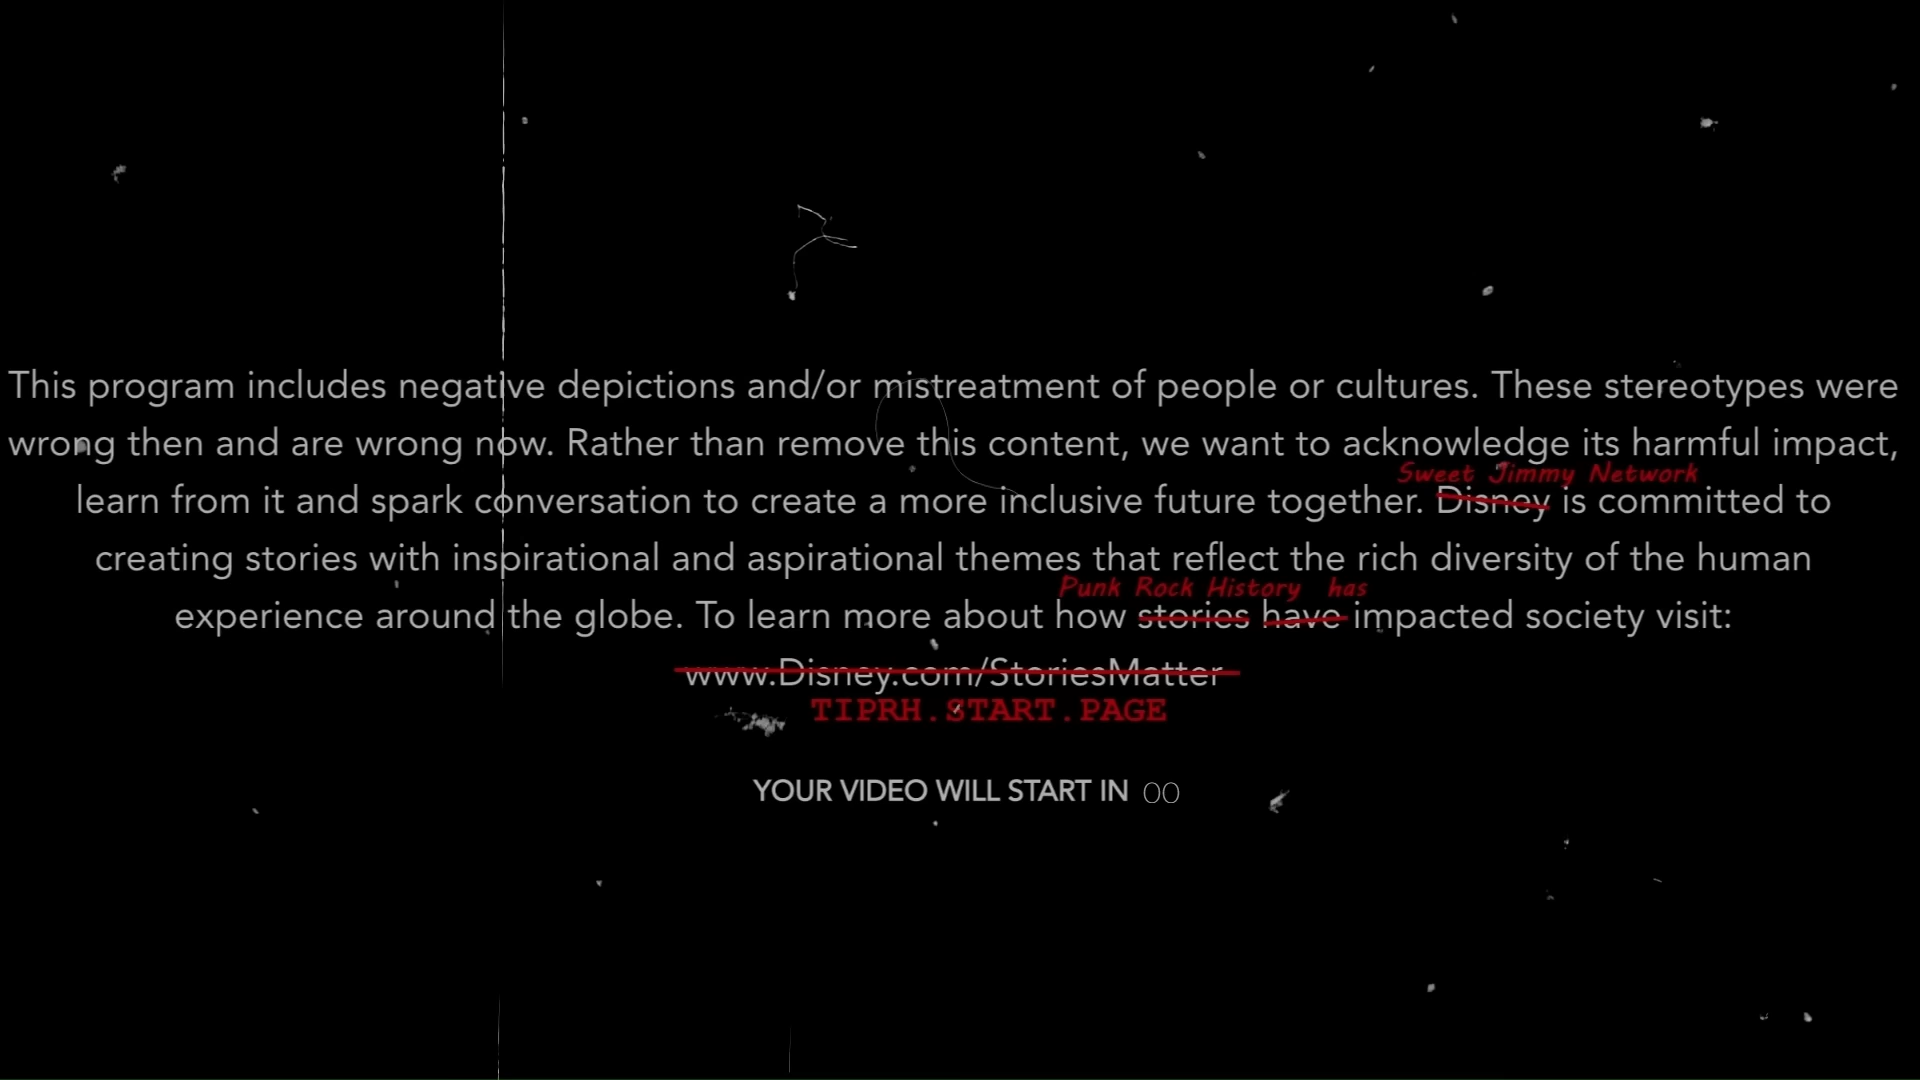 This program includes negative depictions and/or mistreatment of people or cultures. These stereotypes were
wrong then and are wrong now. Rather than remove this content, we want to acknowledge its harmful impact,
Sweet Jimmy Network
learn from it and spark conversation to create a more inclusive future together. Disney is committed to
creating stories with inspirational and aspirational themes that reflect the rich diversity of the human
Punk Rock History has
experience around the globe. To learn more about how stories have impacted society visit:
www.Disney.com/StoriesMatter
TIPRH.START.PAGE
YOUR VIDEO WILL START IN 00